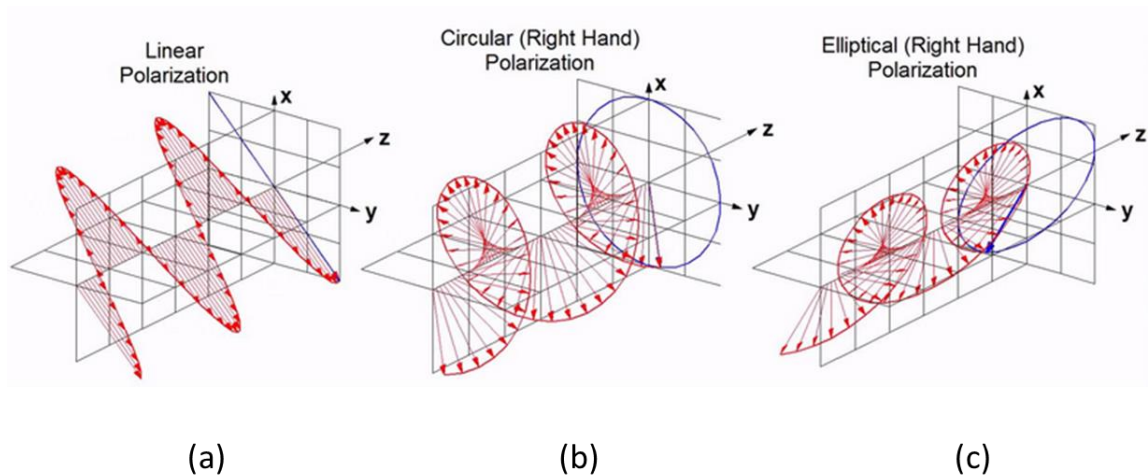 Linear
Polarization
x
z
y
Circular (Right Hand)
Polarization
x
z
y
Elliptical (Right Hand)
Polarization
x
z
y
(a)
(b)
(c)